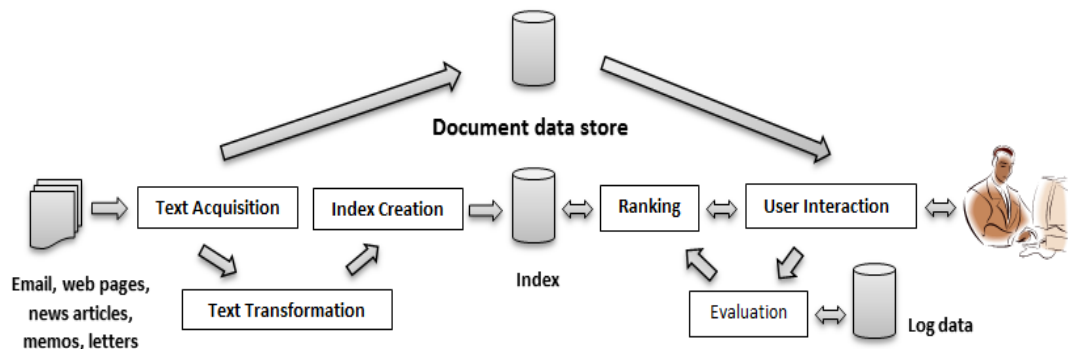 Document data store
Text Acquisition
Index Creation
Ranking
User Interaction
Email, web pages,
news articles,
memos, letters
Text Transformation
Index
Evaluation
Log data